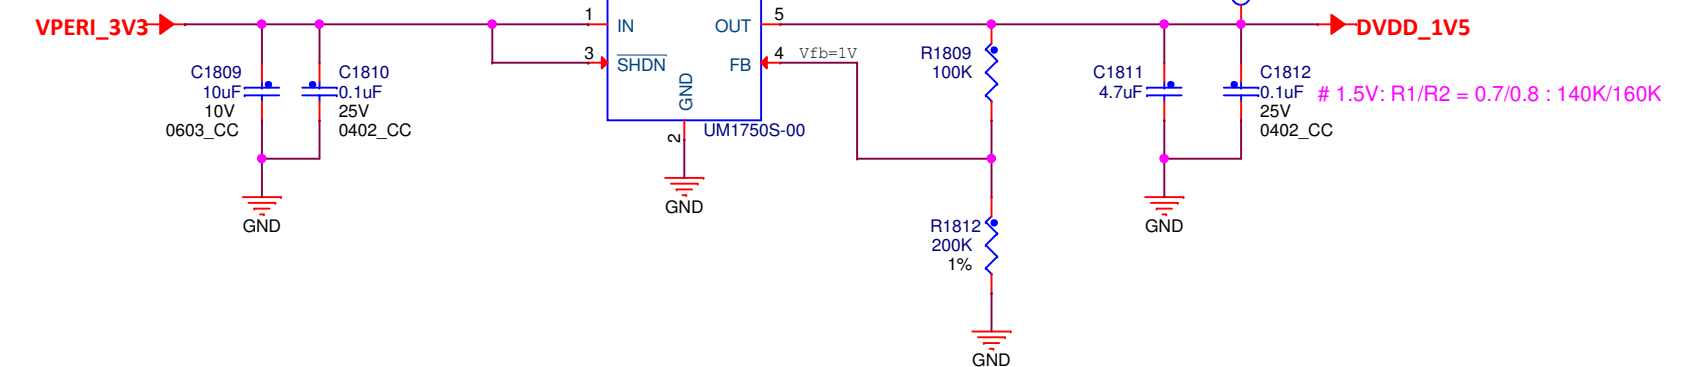 VPERI_3V3
1
IN
OUT
5
DVDD_1V5
3
SHDN
FB
4
Vfb=1V
GND
2
UM1750S-00
GND
C1809
10uF
10V
0603_CC
C1810
0.1uF
25V
0402_CC
GND
R1809
100K
R1812
200K
1%
GND
C1811
4.7uF
C1812
0.1uF
25V
0402_CC
GND
# 1.5V: R1/R2 = 0.7/0.8 : 140K/160K